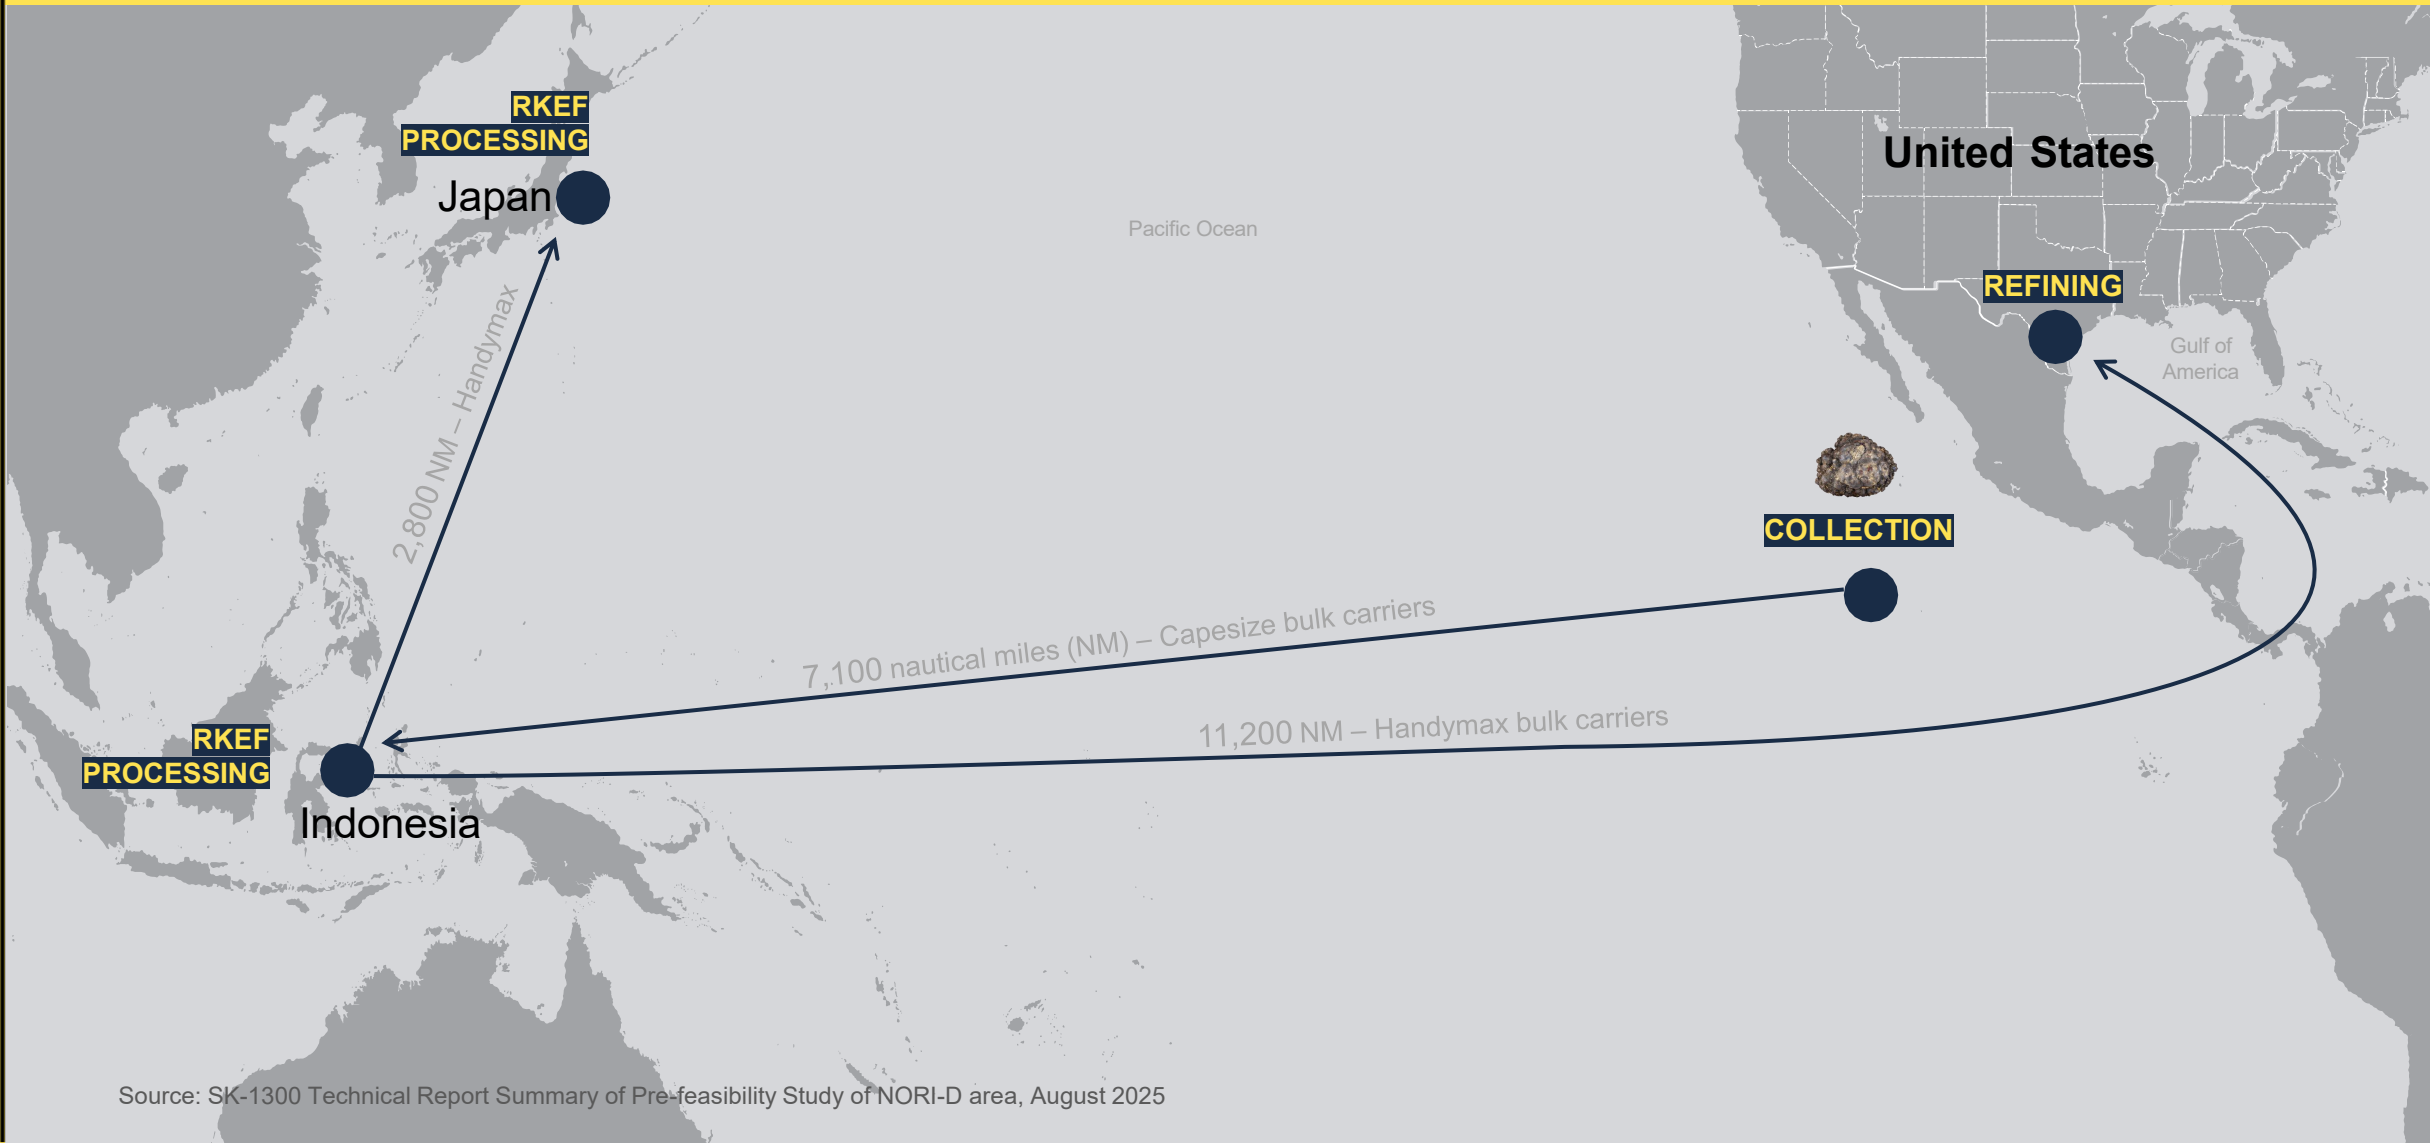 RKEF
PROCESSING
Japan
Pacific Ocean
United States
REFINING
Gulf of
America
2,800 NM – Handymax
COLLECTION
7,100 nautical miles (NM) – Capesize bulk carriers
11,200 NM – Handymax bulk carriers
RKEF
PROCESSING
Indonesia
Source: SK-1300 Technical Report Summary of Pre-feasibility Study of NORI-D area, August 2025